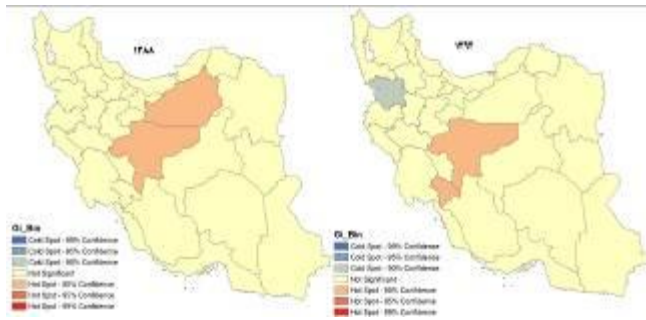 ۱۳۸۸
Gi_Bin
Cold Spot - 99% Confidence
Cold Spot - 95% Confidence
Cold Spot - 90% Confidence
Not Significant
Hot Spot - 90% Confidence
Hot Spot - 95% Confidence
Hot Spot - 99% Confidence
Gi_Bin
Cold Spot - 99% Confidence
Cold Spot - 95% Confidence
Cold Spot - 90% Confidence
Not Significant
Hot Spot - 90% Confidence
Hot Spot - 95% Confidence
Hot Spot - 99% Confidence